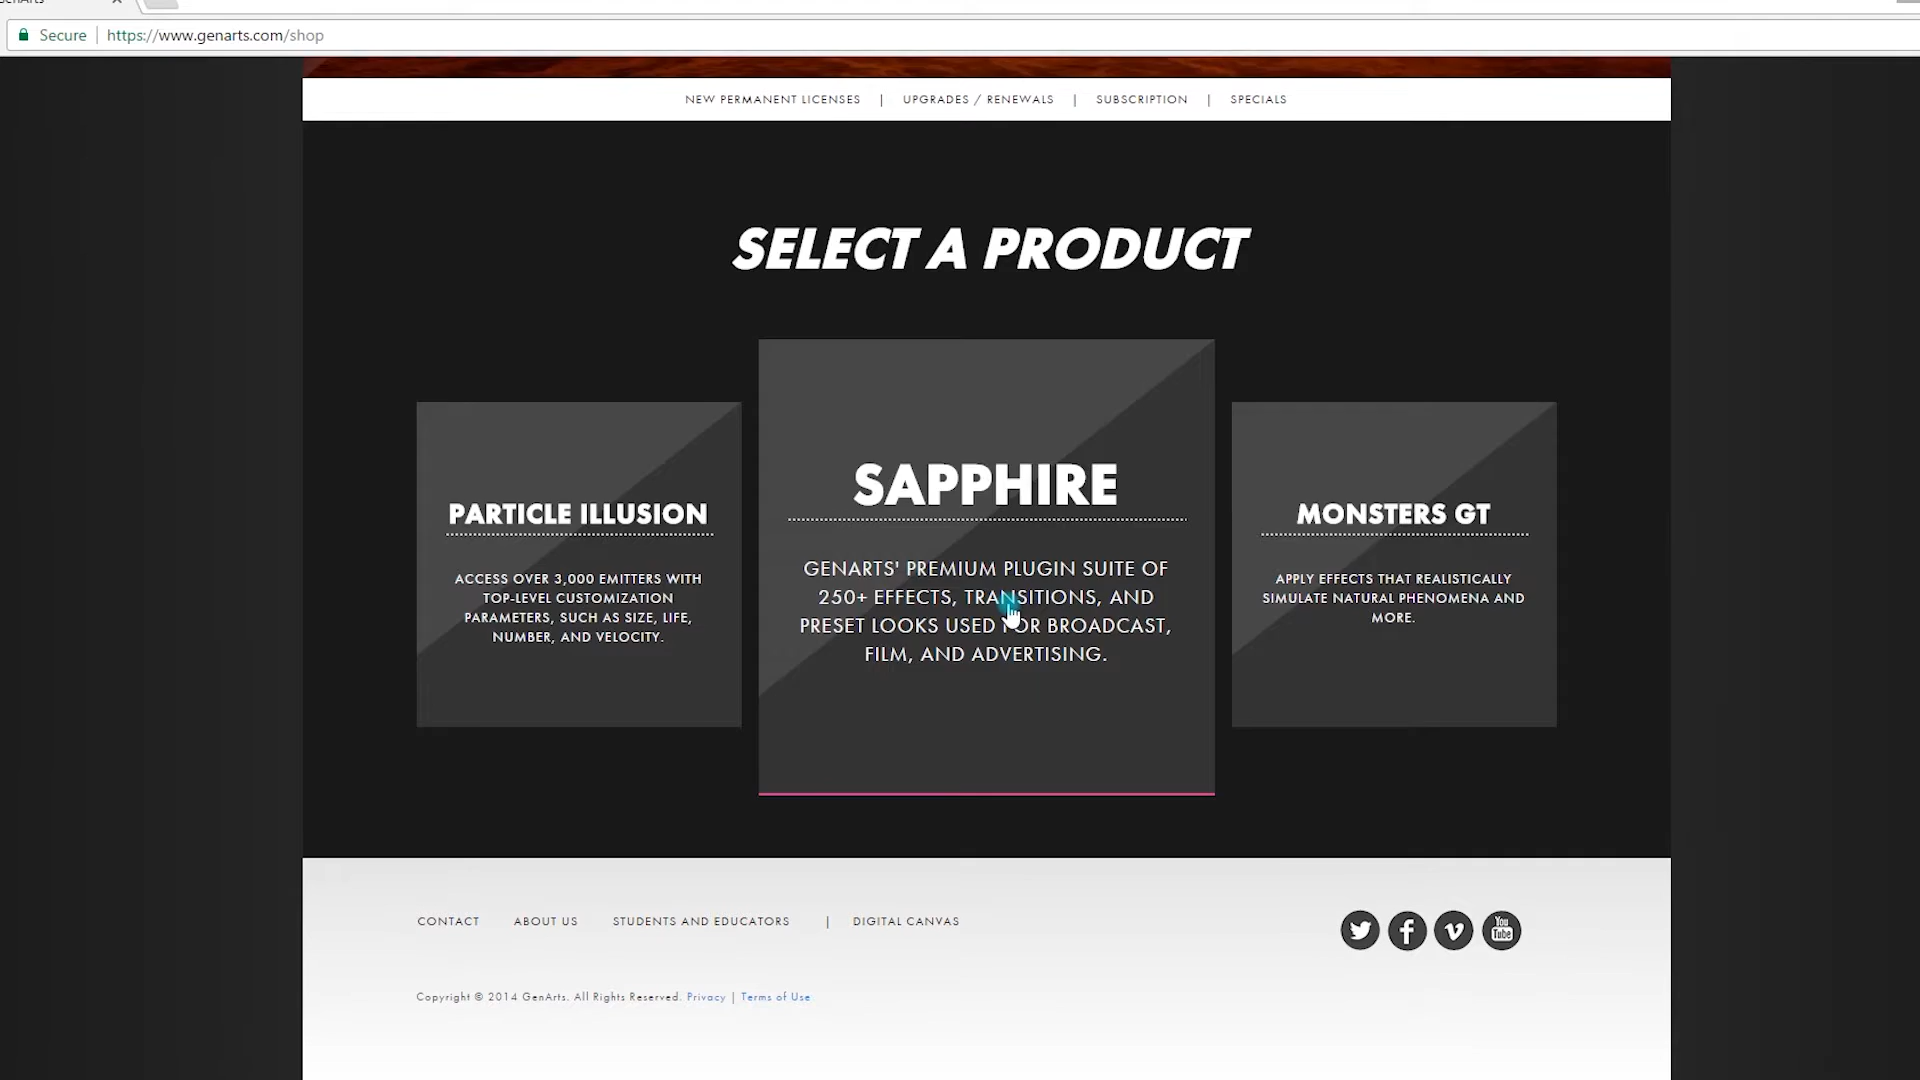 Secure | https://www.genarts.com/shop
NEW PERMANENT LICENSES | UPGRADES / RENEWALS | SUBSCRIPTION | SPECIALS
SELECT A PRODUCT
PARTICLE ILLUSION
ACCESS OVER 3,000 EMITTERS WITH
TOP-LEVEL CUSTOMIZATION
PARAMETERS, SUCH AS SIZE, LIFE,
NUMBER, AND VELOCITY.
SAPPHIRE
GENARTS' PREMIUM PLUGIN SUITE OF
250+ EFFECTS, TRANSITIONS, AND
PRESET LOOKS USED FOR BROADCAST,
FILM, AND ADVERTISING.
MONSTERS GT
APPLY EFFECTS THAT REALISTICALLY
SIMULATE NATURAL PHENOMENA AND
MORE.
CONTACT ABOUT US STUDENTS AND EDUCATORS | DIGITAL CANVAS
You Tube
Copyright © 2014 GenArts. All Rights Reserved. Privacy | Terms of Use